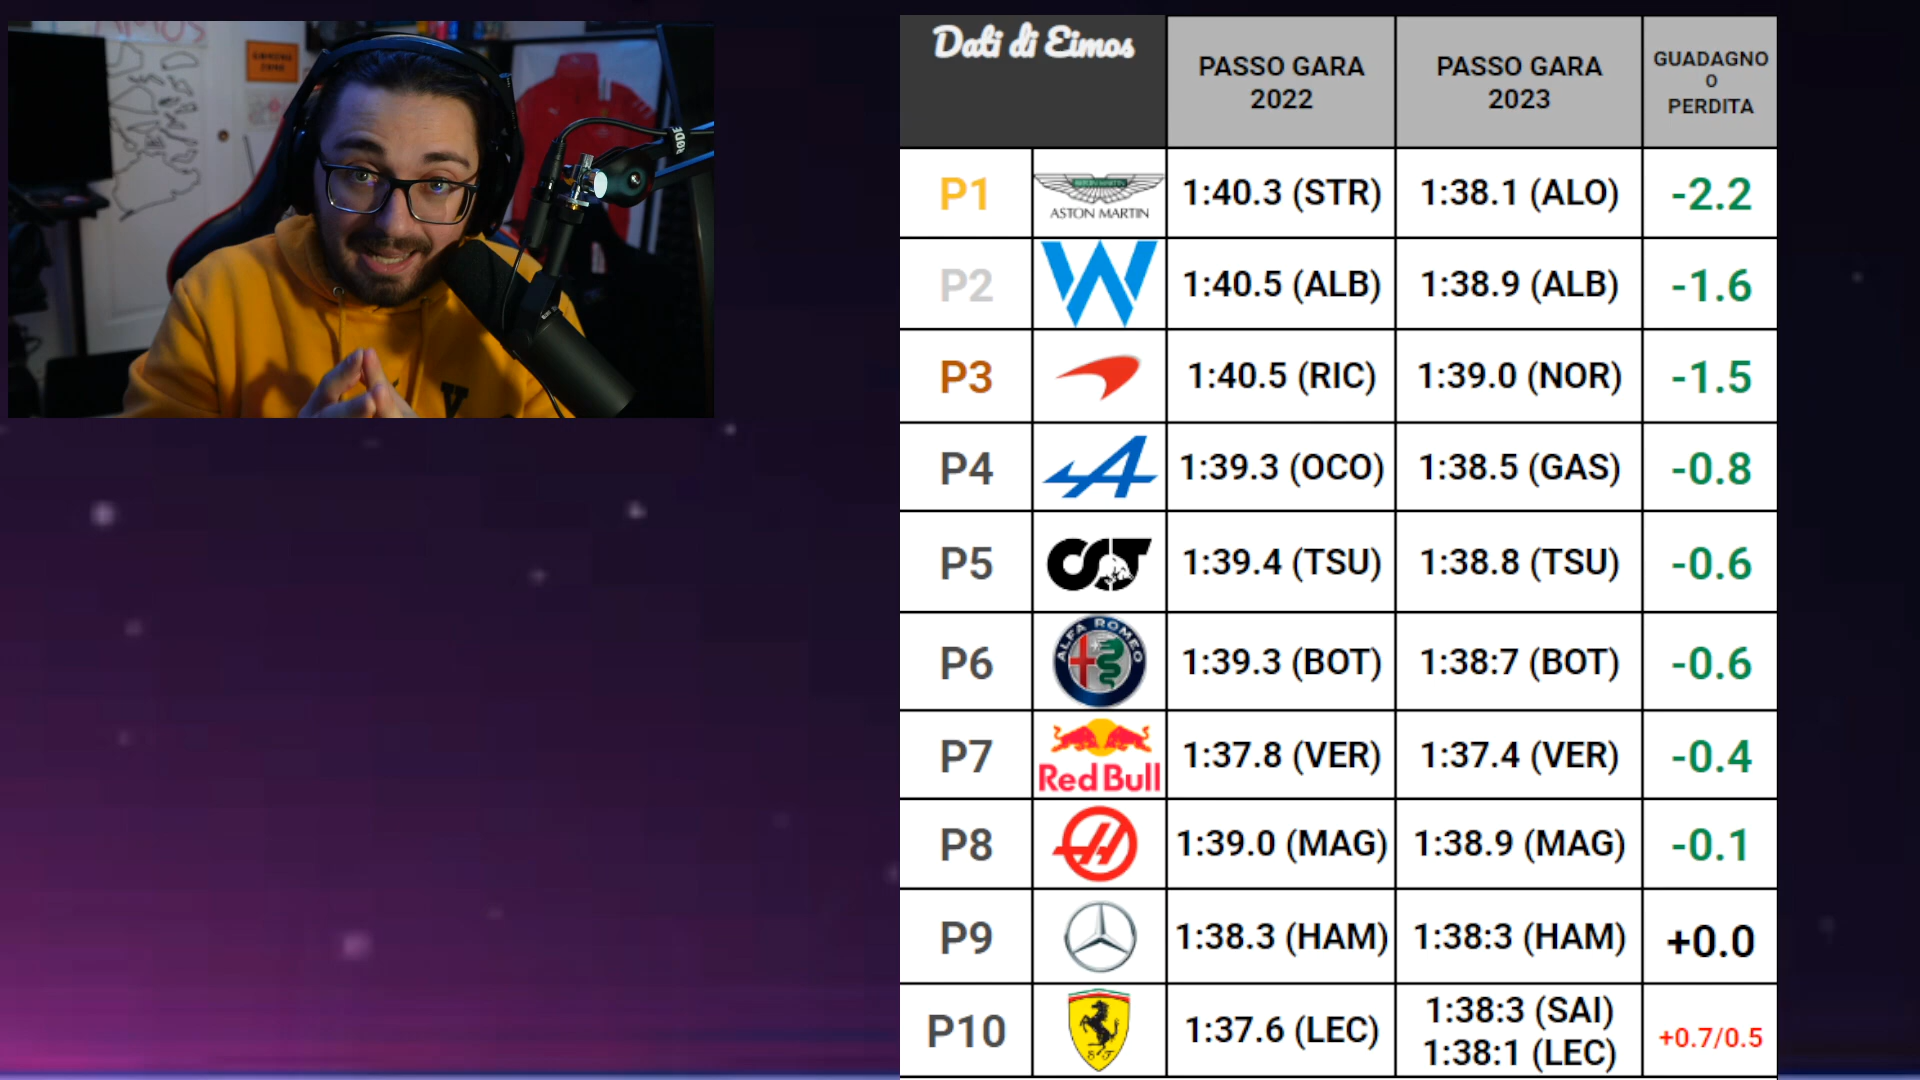 Dati di Eimos
PASSO GARA
2022
PASSO GARA
2023
GUADAGNO
O
PERDITA
P1 ASTON MARTIN ASTON MARTIN 1:40.3 (STR) 1:38.1 (ALO) -2.2
P2 1:40.5 (ALB) 1:38.9 (ALB) -1.6
P3 1:40.5 (RIC) 1:39.0 (NOR) -1.5
P4 1:39.3 (OCO) 1:38.5 (GAS) -0.8
P5 1:39.4 (TSU) 1:38.8 (TSU) -0.6
P6 ALFA ROMEO 1:39.3 (BOT) 1:38:7 (BOT) -0.6
P7 Red Bull 1:37.8 (VER) 1:37.4 (VER) -0.4
P8 1:39.0 (MAG) 1:38.9 (MAG) -0.1
P9 1:38.3 (HAM) 1:38:3 (HAM) +0.0
P10 S F 1:37.6 (LEC) 1:38:3 (SAI)
1:38:1 (LEC) +0.7/0.5
RØDE